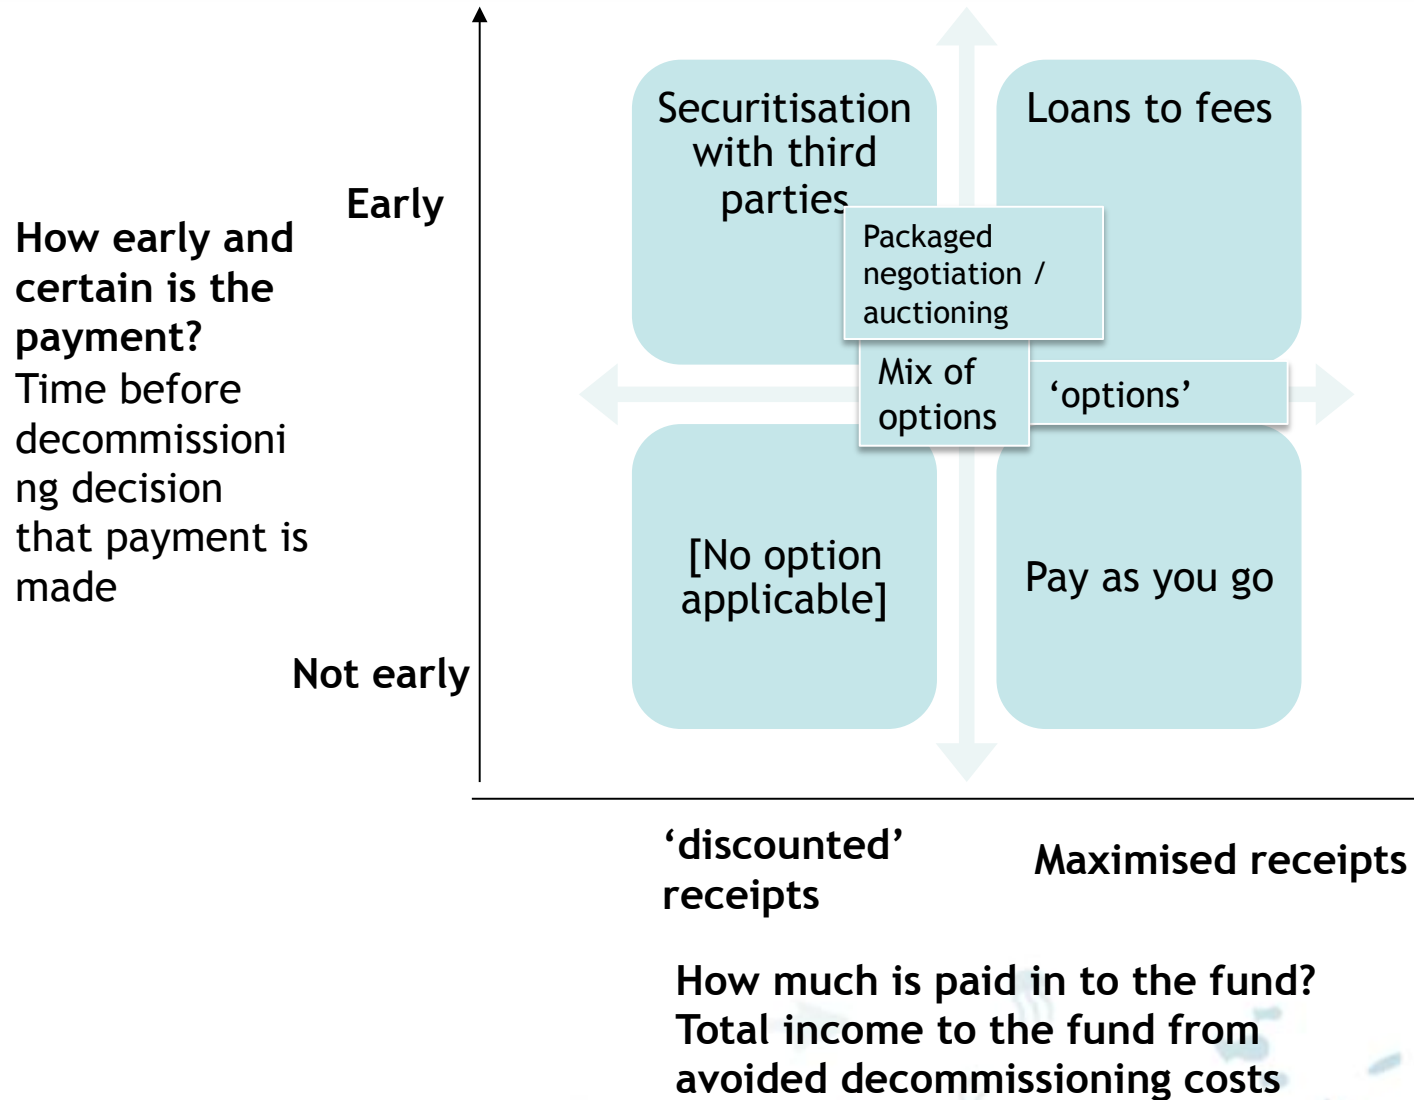 Securitisation
with third
parties
Loans to fees
Early
How early and
certain is the
payment?
Time before
decommissioni
ng decision
that payment is
made
Packaged
negotiation /
auctioning
Mix of
options
‘options’
[No option
applicable]
Pay as you go
Not early
‘discounted’
receipts
Maximised receipts
How much is paid in to the fund?
Total income to the fund from
avoided decommissioning costs